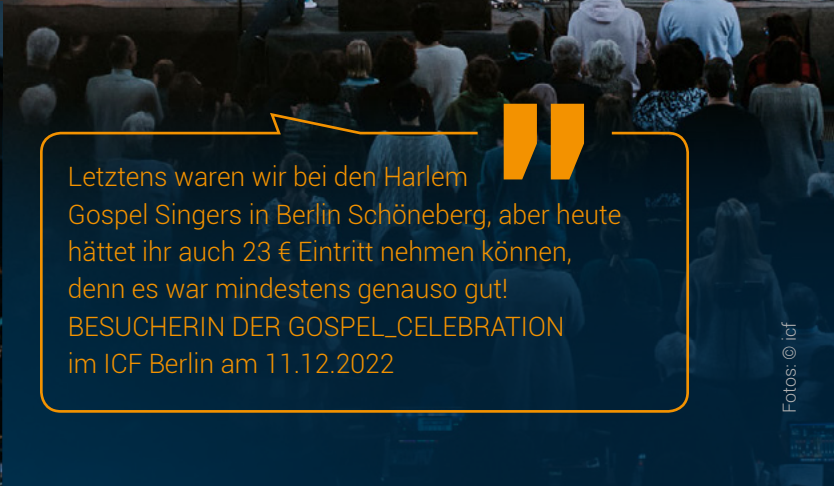 Letztens waren wir bei den Harlem
Gospel Singers in Berlin Schöneberg, aber heute
hättet ihr auch 23 € Eintritt nehmen können,
denn es war mindestens genauso gut!
BESUCHERIN DER GOSPEL_CELEBRATION
im ICF Berlin am 11.12.2022
Fotos: © icf